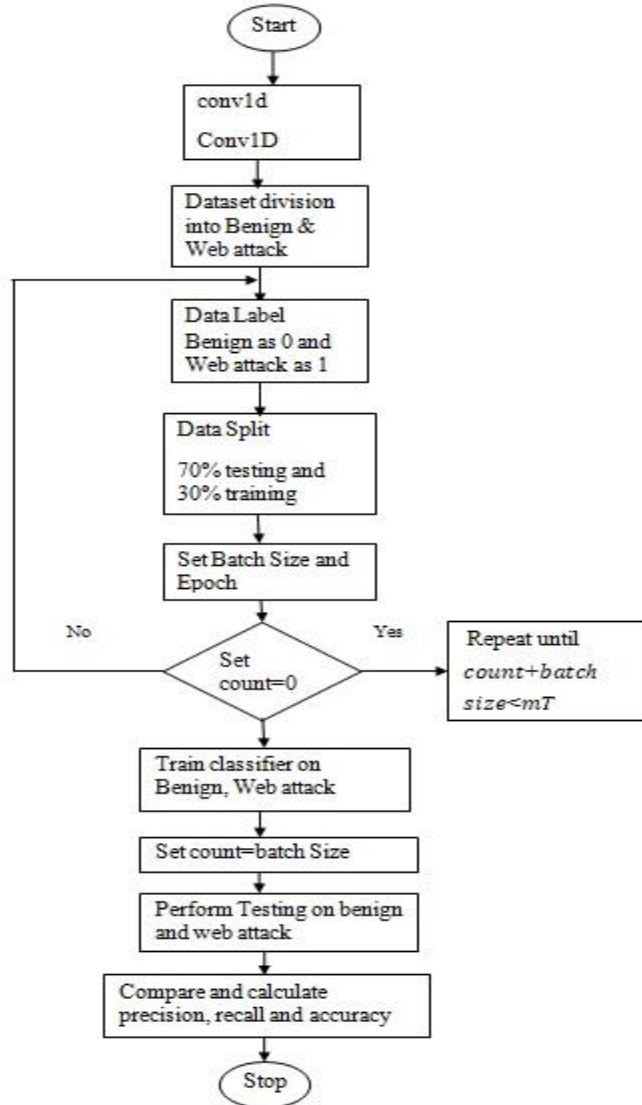 Start
conv1d
Conv1D
Dataset division
into Benign &
Web attack
Data Label
Benign as 0 and
Web attack as 1
Data Split
70% testing and
30% training
Set Batch Size and
Epoch
No
Set
count=0
Yes
Repeat until
count+batch
size<mT
Train classifier on
Benign, Web attack
Set count=batch Size
Perform Testing on benign
and web attack
Compare and calculate
precision, recall and accuracy
Stop